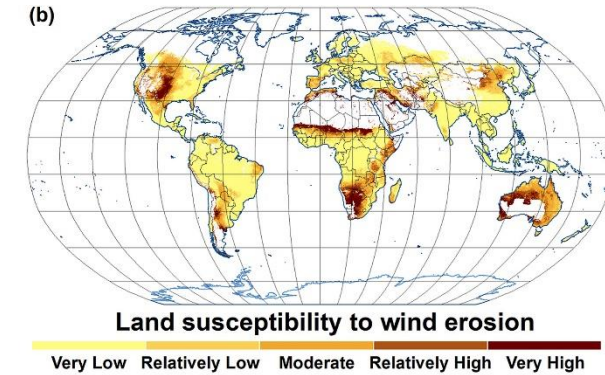 (b)
Land susceptibility to wind erosion
Very Low Relatively Low Moderate Relatively High Very High